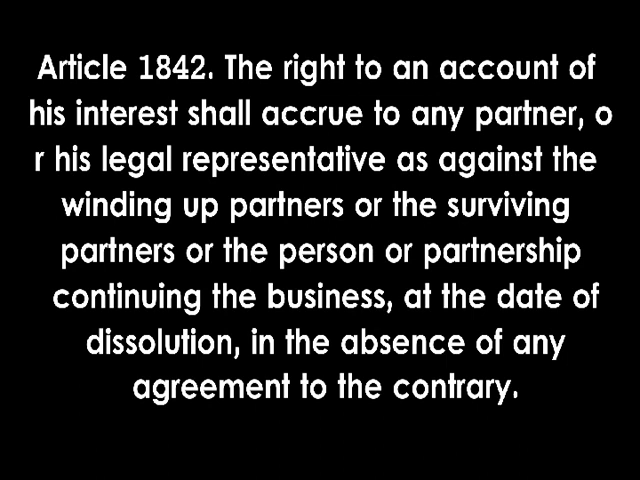 Article 1842. The right to an account of
his interest shall accrue to any partner, o
r his legal representative as against the
winding up partners or the surviving
partners or the person or partnership
continuing the business, at the date of
dissolution, in the absence of any
agreement to the contrary.